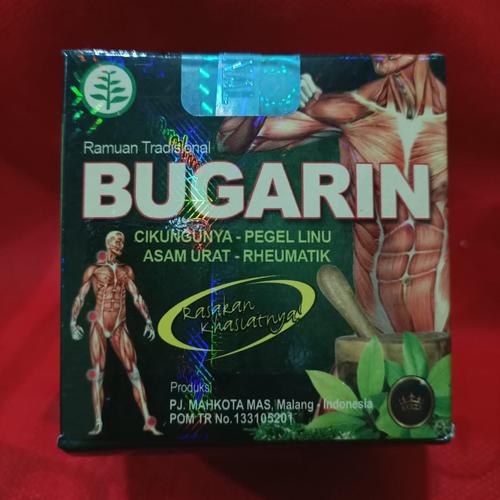 Ramuan Tradisional
BUGARIN
CIKUNGUNYA - PEGEL LINU
ASAM URAT - RHEUMATIK
Rasakan
Khasiatnya!
Produksi
PJ. MAHKOTA MAS, Malang - Indonesia
POM TR No. 133105201